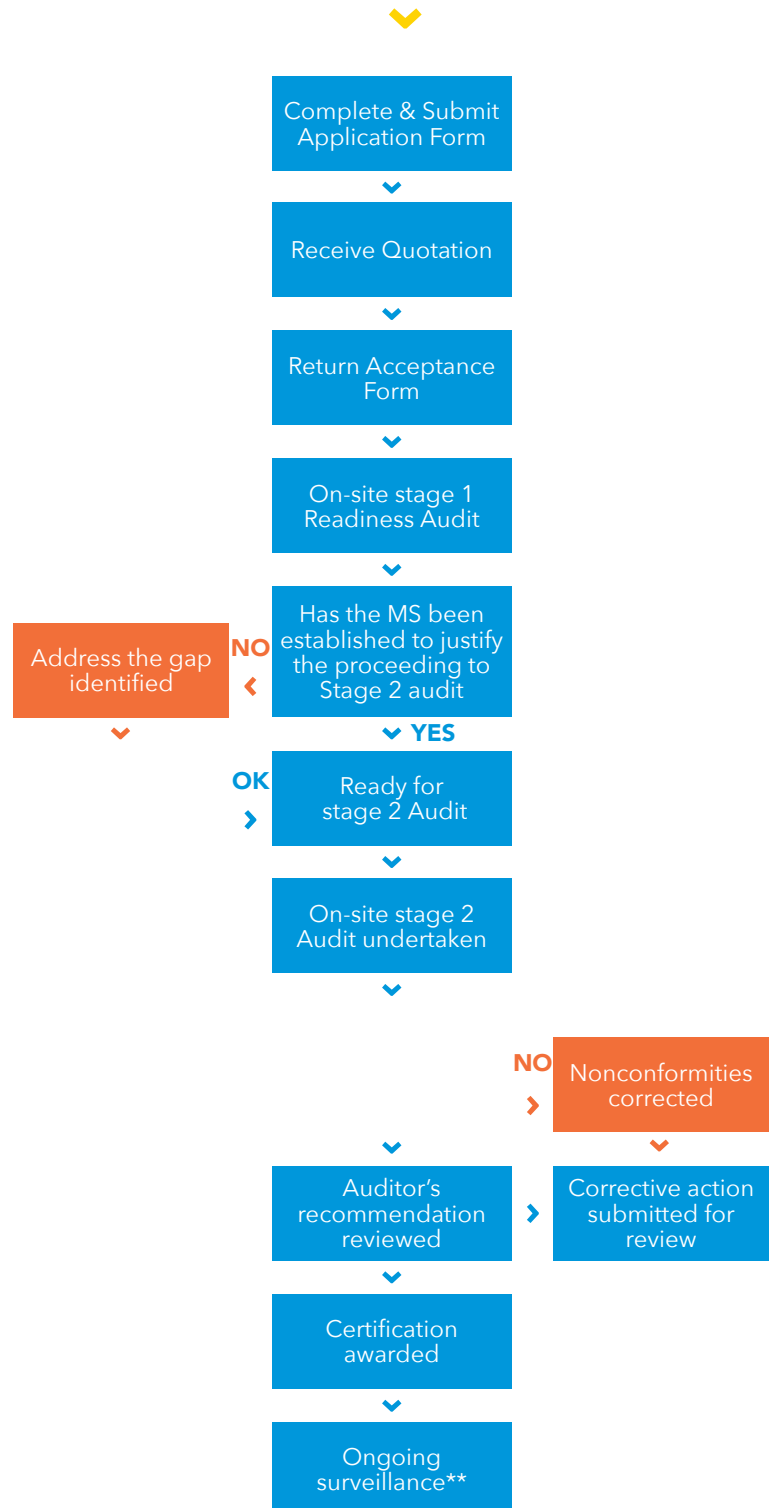 Complete & Submit
Application Form
Receive Quotation
Return Acceptance
Form
On-site stage 1
Readiness Audit
Has the MS been
established to justify
the proceeding to
Stage 2 audit
NO
Address the gap
identified
YES
OK
Ready for
stage 2 Audit
On-site stage 2
Audit undertaken
NO
Nonconformities
corrected
Auditor’s
recommendation
reviewed
Corrective action
submitted for
review
Certification
awarded
Ongoing
surveillance**